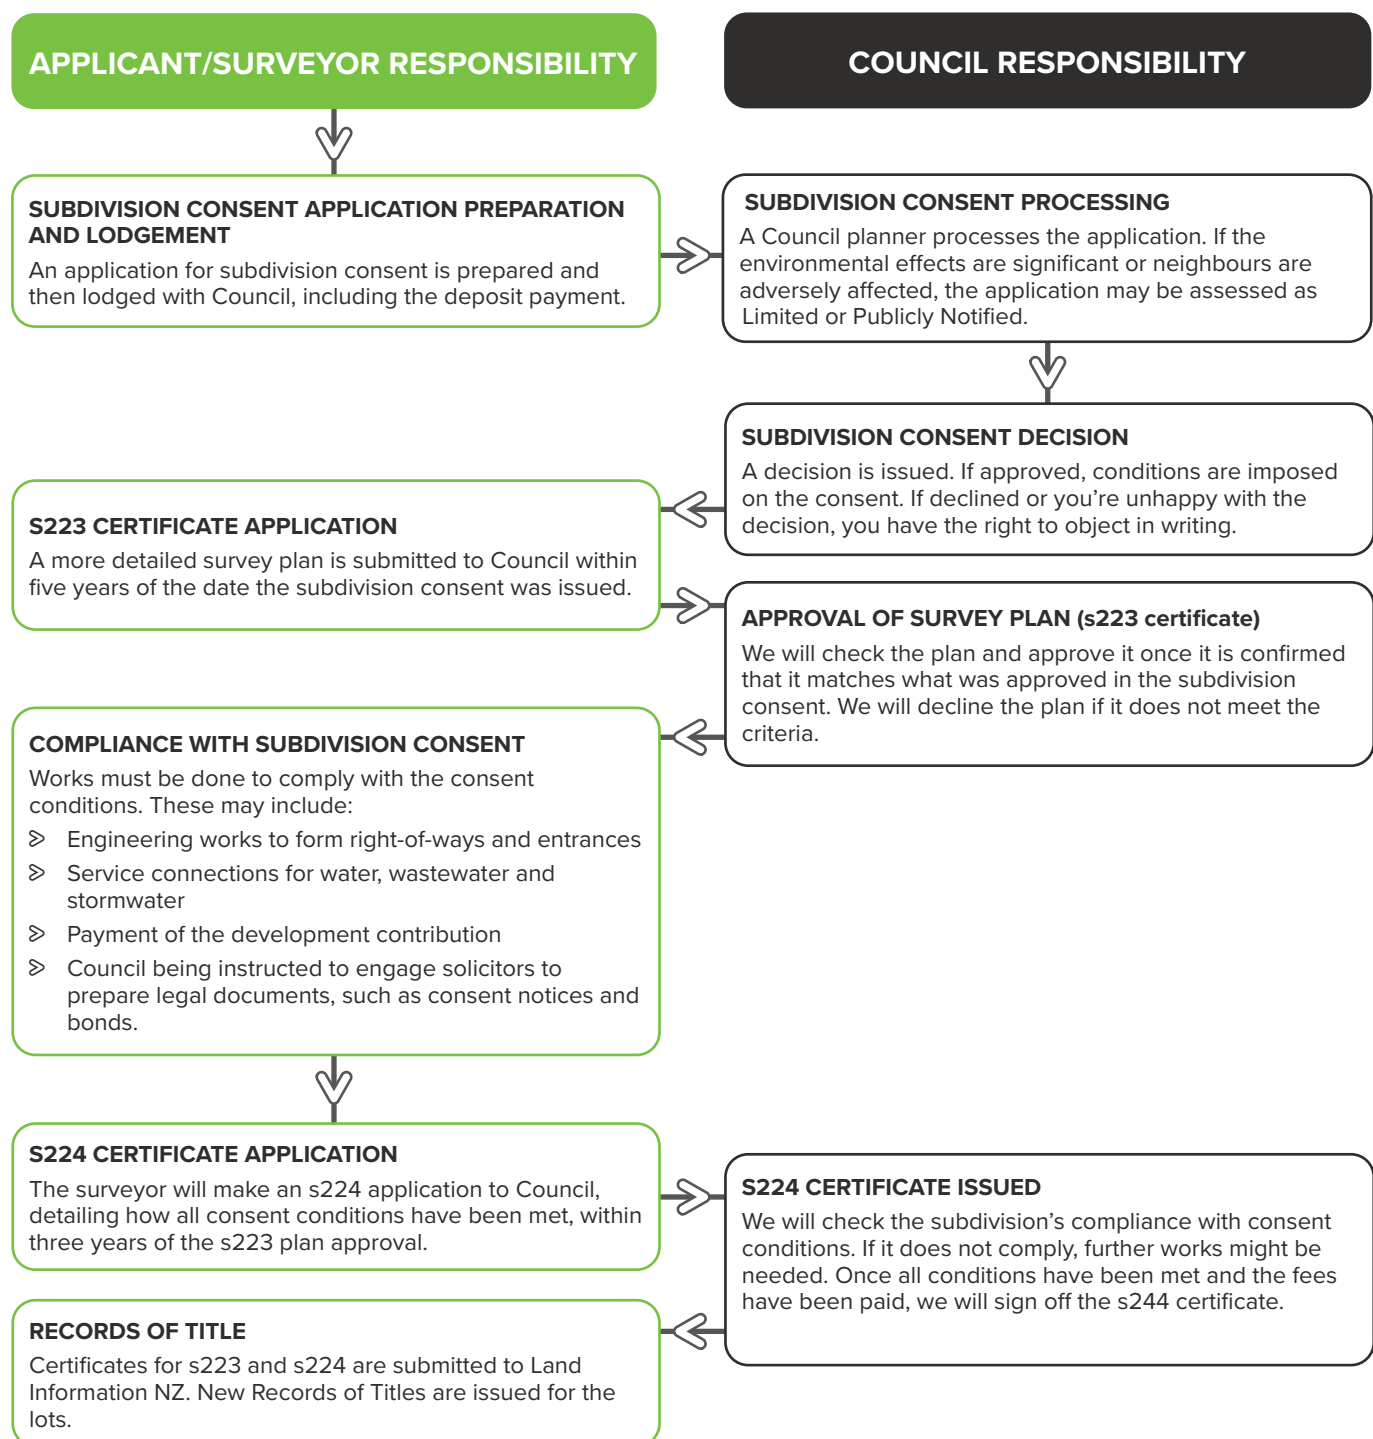 APPLICANT/SURVEYOR RESPONSIBILITY
COUNCIL RESPONSIBILITY
SUBDIVISION CONSENT APPLICATION PREPARATION
AND LODGEMENT
An application for subdivision consent is prepared and
then lodged with Council, including the deposit payment.
SUBDIVISION CONSENT PROCESSING
A Council planner processes the application. If the
environmental effects are significant or neighbours are
adversely affected, the application may be assessed as
Limited or Publicly Notified.
SUBDIVISION CONSENT DECISION
A decision is issued. If approved, conditions are imposed
on the consent. If declined or you’re unhappy with the
decision, you have the right to object in writing.
S223 CERTIFICATE APPLICATION
A more detailed survey plan is submitted to Council within
five years of the date the subdivision consent was issued.
APPROVAL OF SURVEY PLAN (s223 certificate)
We will check the plan and approve it once it is confirmed
that it matches what was approved in the subdivision
consent. We will decline the plan if it does not meet the
criteria.
COMPLIANCE WITH SUBDIVISION CONSENT
Works must be done to comply with the consent
conditions. These may include:
Engineering works to form right-of-ways and entrances
Service connections for water, wastewater and
stormwater
Payment of the development contribution
Council being instructed to engage solicitors to
prepare legal documents, such as consent notices and
bonds.
S224 CERTIFICATE APPLICATION
The surveyor will make an s224 application to Council,
detailing how all consent conditions have been met, within
three years of the s223 plan approval.
S224 CERTIFICATE ISSUED
We will check the subdivision’s compliance with consent
conditions. If it does not comply, further works might be
needed. Once all conditions have been met and the fees
have been paid, we will sign off the s244 certificate.
RECORDS OF TITLE
Certificates for s223 and s224 are submitted to Land
Information NZ. New Records of Titles are issued for the
lots.